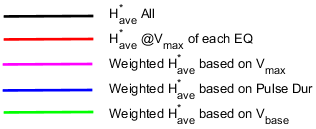 H*ave All
H*ave @Vmax of each EQ
Weighted H*ave based on Vmax
Weighted H*ave based on Pulse Dur
Weighted H*ave based on Vbase